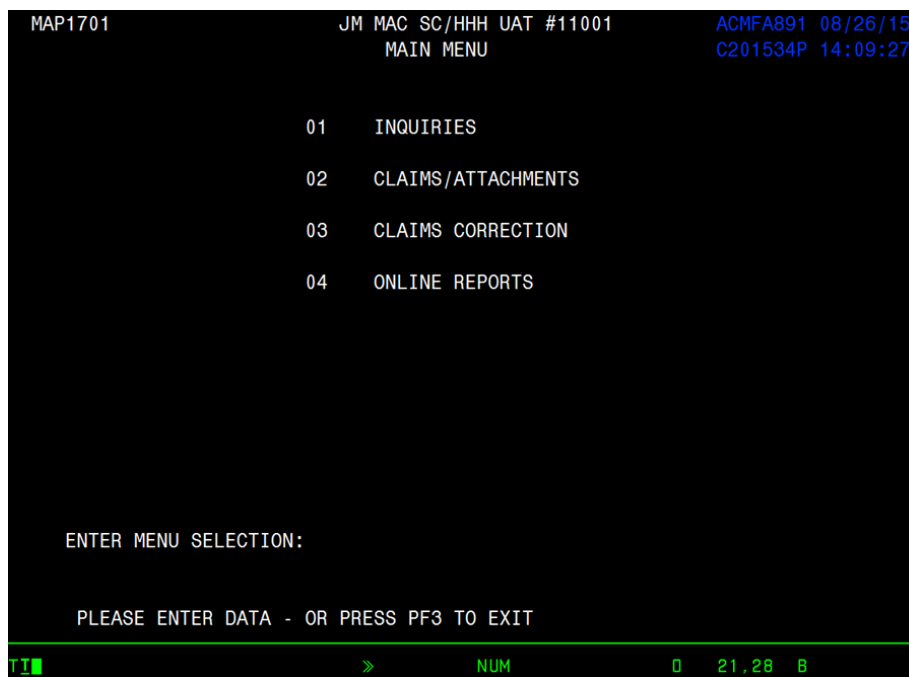 MAP1701 JM MAC SC/HHH UAT #11001 ACMFA891 08/26/15
MAIN MENU C201534P 14:09:27
01 INQUIRIES
02 CLAIMS/ATTACHMENTS
03 CLAIMS CORRECTION
04 ONLINE REPORTS
ENTER MENU SELECTION:
PLEASE ENTER DATA - OR PRESS PF3 TO EXIT
TT » NUM D 21,28 B